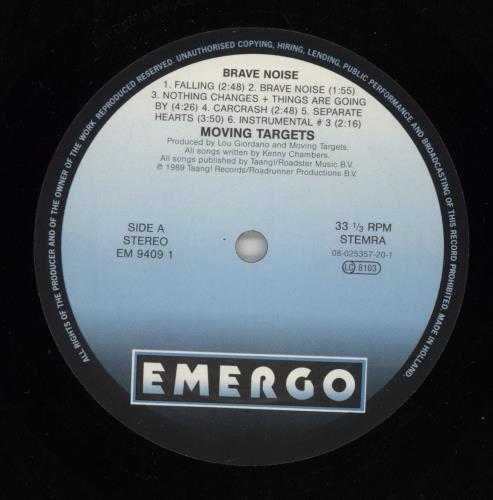 BRAVE NOISE
1. FALLING (2:48) 2. BRAVE NOISE (1:55)
3. NOTHING CHANGES + THINGS ARE GOING
BY (4:26) 4. CARCRASH (2:48) 5. SEPARATE
HEARTS (3:50) 6. INSTRUMENTAL # 3 (2:16)
MOVING TARGETS
Produced by Lou Giordano and Moving Targets.
All songs written by Kenny Chambers.
All songs published by Taang!/Roadster Music B.V.
℗ 1989 Taang! Records/Roadrunner Productions B.V.
SIDE A
STEREO
EM 9409 1
33 1/3 RPM
STEMRA
08-025357-20-1
LC 8103
EMERGO
ALL RIGHTS OF THE PRODUCER AND OF THE OWNER OF THE WORK REPRODUCED RESERVED. UNAUTHORISED COPYING, HIRING, LENDING, PUBLIC PERFORMANCE AND BROADCASTING OF THIS RECORD PROHIBITED. MADE IN HOLLAND.